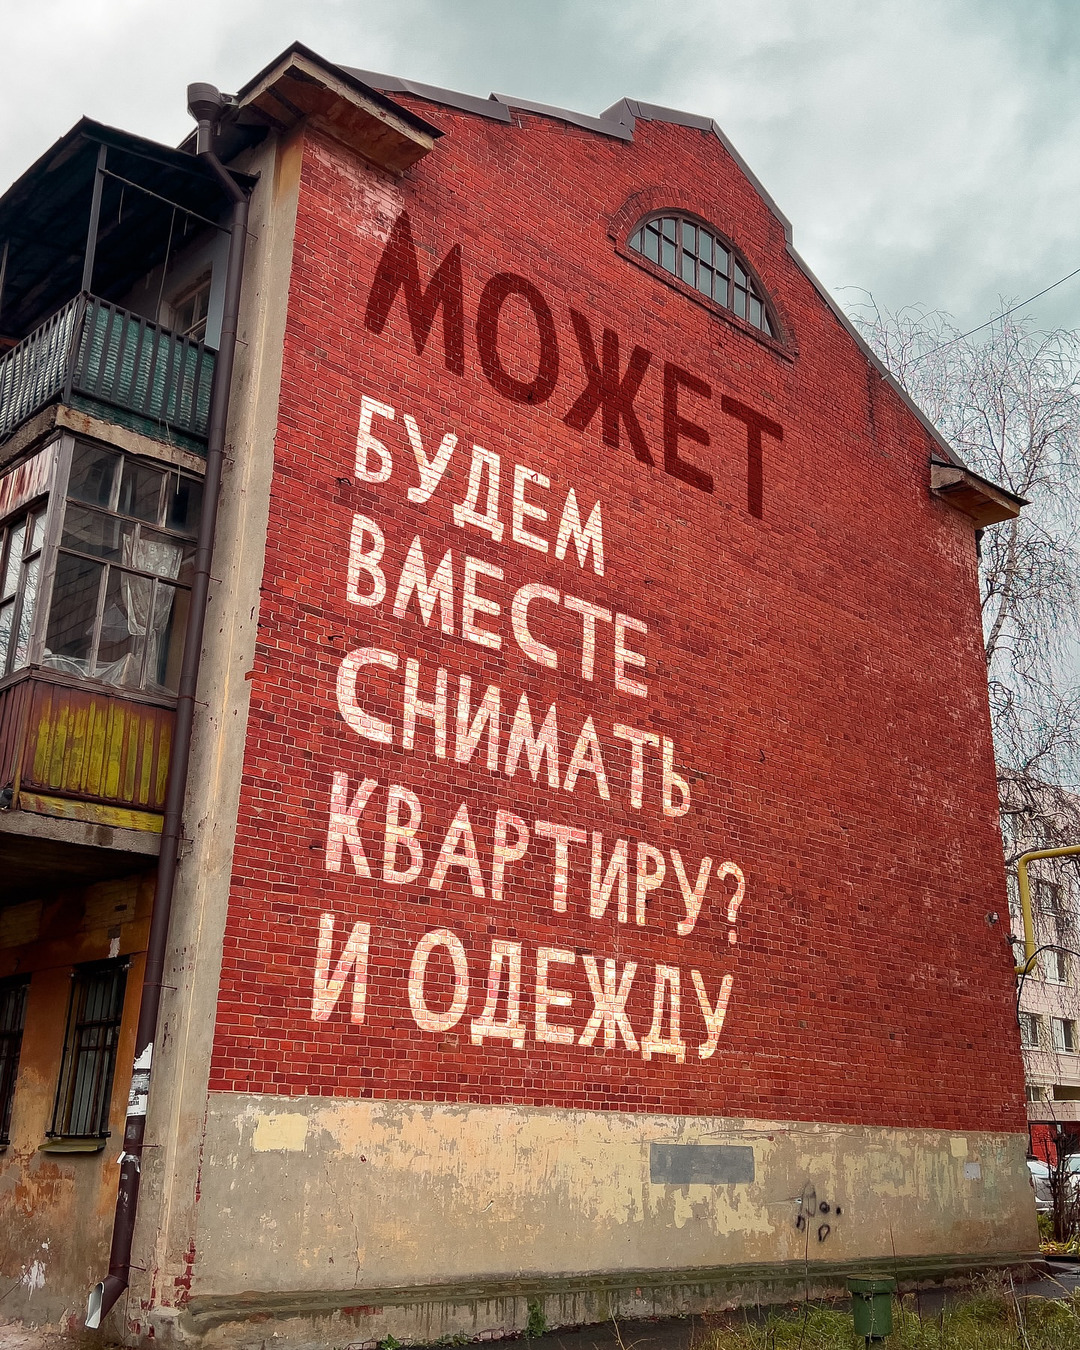 МОЖЕТ
БУДЕМ
ВМЕСТЕ
СНИМАТЬ
КВАРТИРУ?
И ОДЕЖДУ